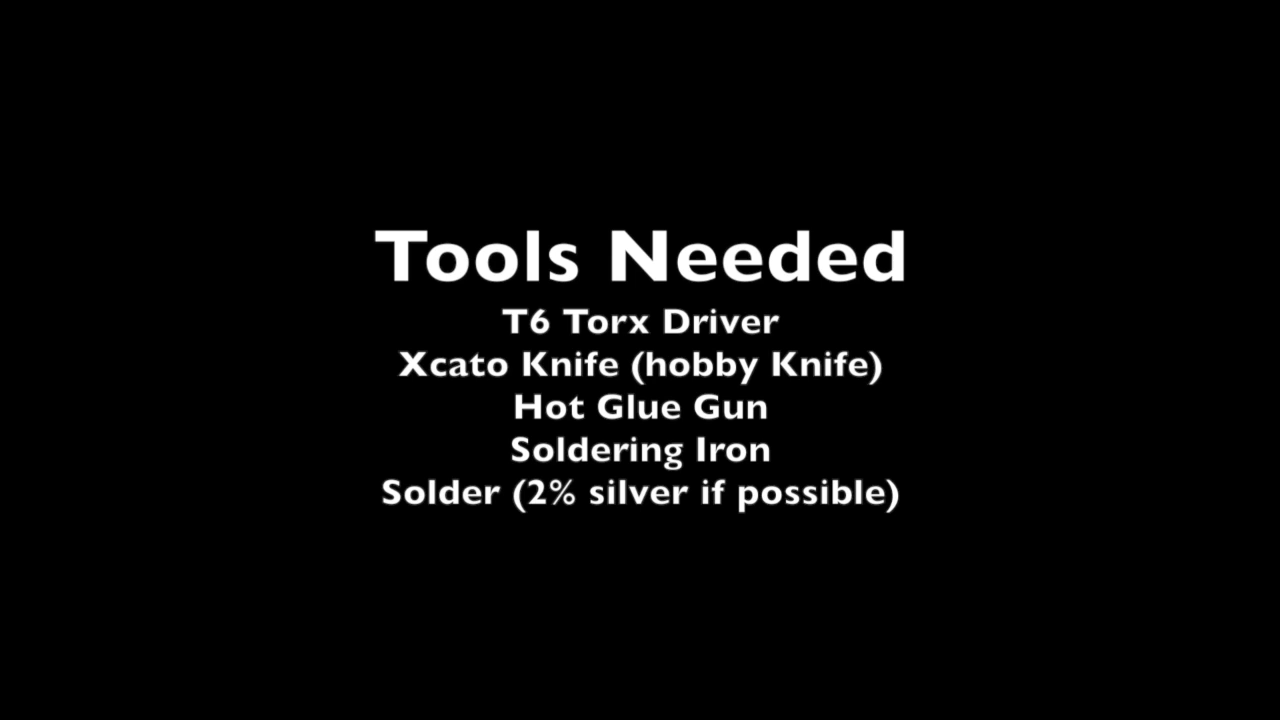 Tools Needed
T6 Torx Driver
Xcato Knife (hobby Knife)
Hot Glue Gun
Soldering Iron
Solder (2% silver if possible)